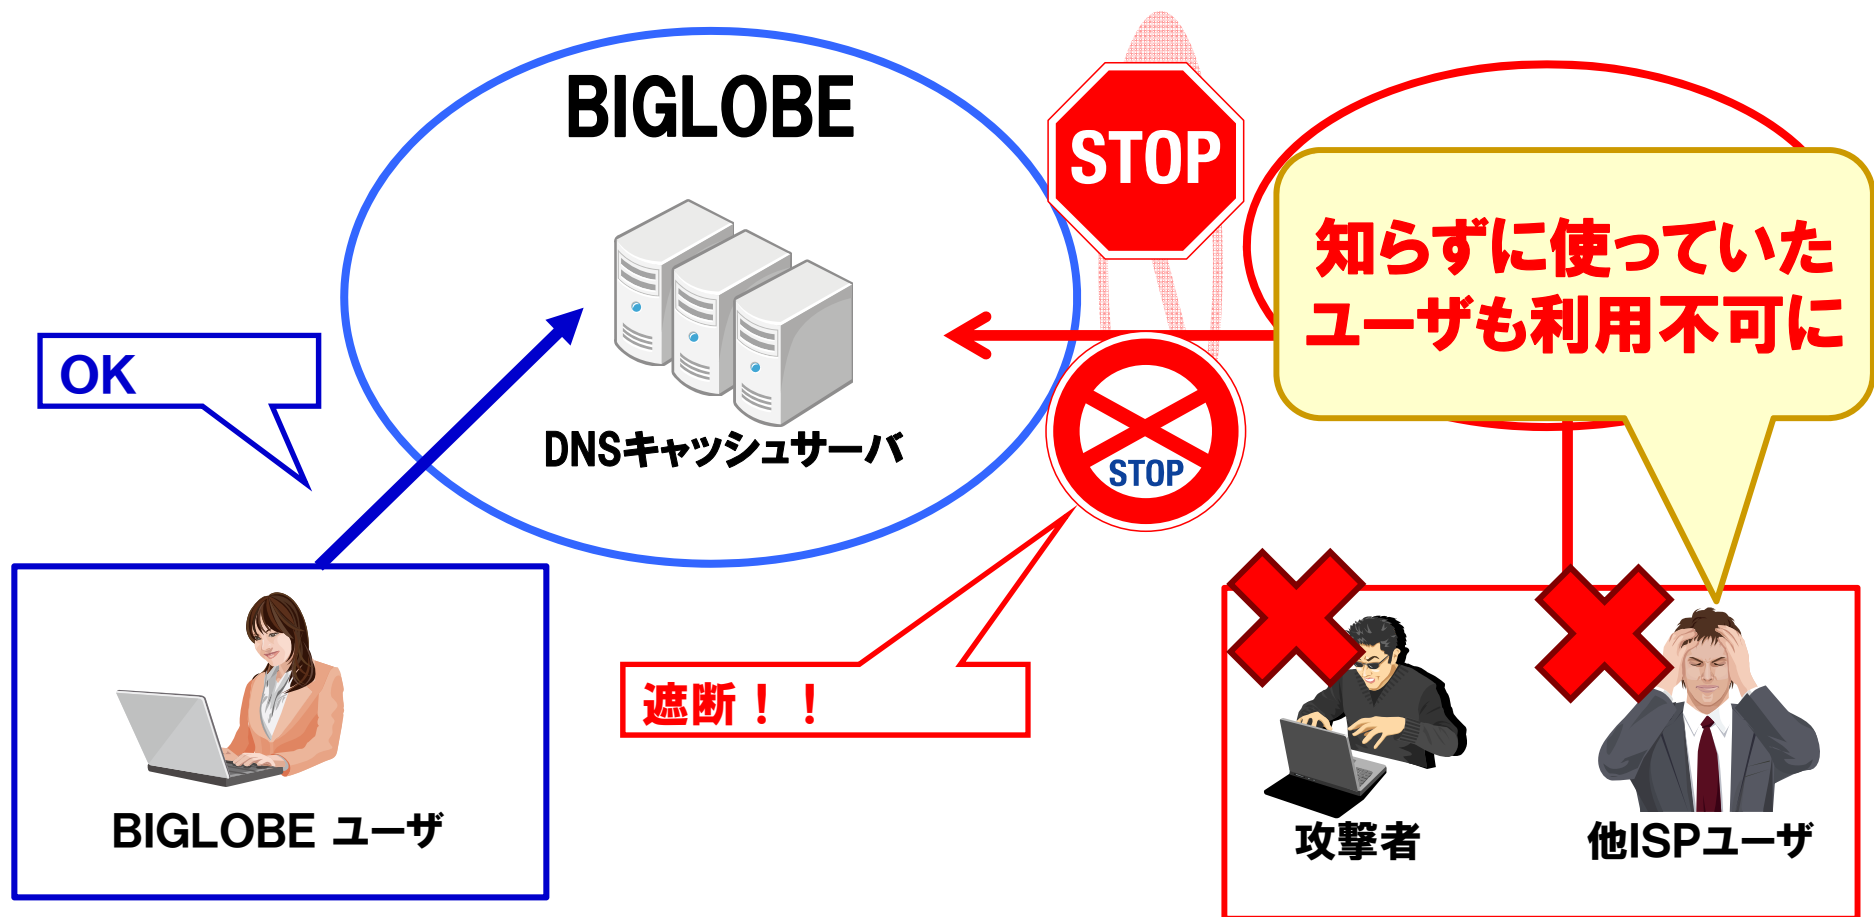 BIGLOBE
STOP
知らずに使っていた
ユーザも利用不可に
OK
DNSキャッシュサーバ
STOP
遮断！！
BIGLOBE ユーザ
攻撃者
他ISPユーザ